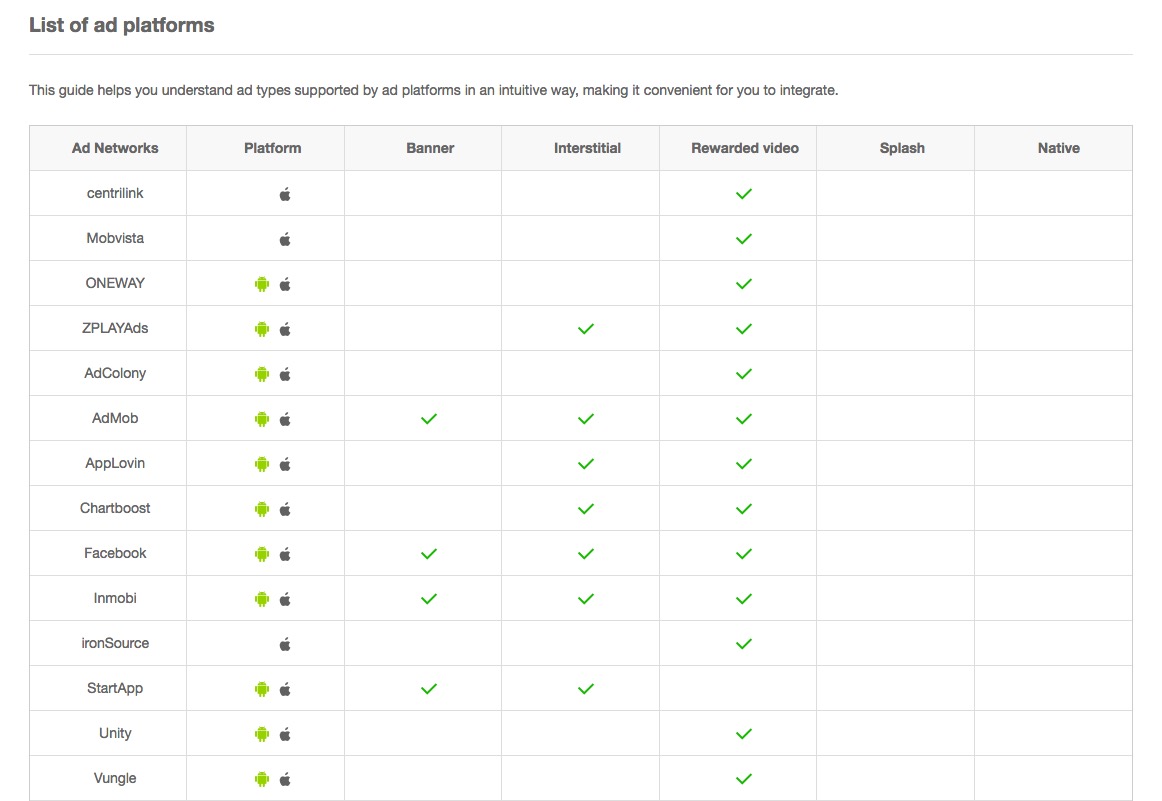 List of ad platforms
This guide helps you understand ad types supported by ad platforms in an intuitive way, making it convenient for you to integrate.
Ad Networks Platform Banner Interstitial Rewarded video Splash Native
centrilink
Mobvista
ONEWAY
ZPLAYAds
AdColony
AdMob
AppLovin
Chartboost
Facebook
Inmobi
ironSource
StartApp
Unity
Vungle